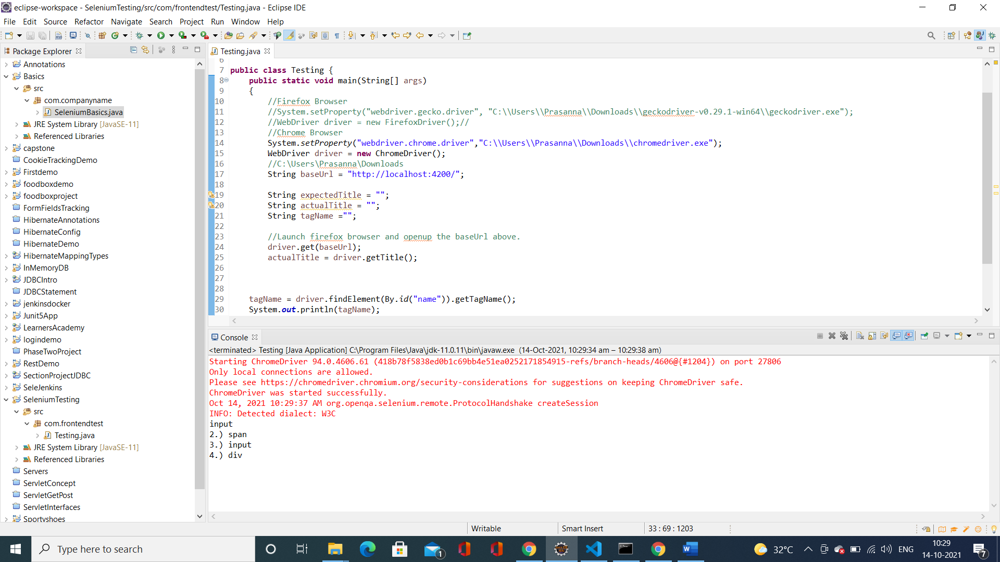 eclipse-workspace - SeleniumTesting/src/com/frontendtest/Testing.java - Eclipse IDE
File Edit Source Refactor Navigate Search Project Run Window Help
Package Explorer
Annotations
Basics
src
com.companyname
SeleniumBasics.java
JRE System Library [JavaSE-11]
Referenced Libraries
capstone
CookieTrackingDemo
Firstdemo
foodboxdemo
foodboxproject
FormFieldsTracking
HibernateAnnotations
HibernateConfig
HibernateDemo
HibernateMappingTypes
InMemoryDB
JDBCIntro
JDBCStatement
jenkinsdocker
Junit5App
LearnersAcademy
logindemo
PhaseTwoProject
RestDemo
SectionProjectJDBC
SeleJenkins
SeleniumTesting
src
com.frontendtest
Testing.java
JRE System Library [JavaSE-11]
Referenced Libraries
Servers
ServletConcept
ServletGetPost
ServletInterfaces
Sportyshoes
Testing.java
6
7 public class Testing {
8 public static void main(String[] args)
9 {
10 //Firefox Browser
11 //System.setProperty("webdriver.gecko.driver", "C:\\Users\\Prasanna\\Downloads\\geckodriver-v0.29.1-win64\\geckodriver.exe");
12 //WebDriver driver = new FirefoxDriver();//
13 //Chrome Browser
14 System.setProperty("webdriver.chrome.driver","C:\\Users\\Prasanna\\Downloads\\chromedriver.exe");
15 WebDriver driver = new ChromeDriver();
16 //C:\Users\Prasanna\Downloads
17 String baseUrl = "http://localhost:4200/";
18
19 String expectedTitle = "";
20 String actualTitle = "";
21 String tagName ="";
22
23 //Launch firefox browser and openup the baseUrl above.
24 driver.get(baseUrl);
25 actualTitle = driver.getTitle();
26
27
28
29 tagName = driver.findElement(By.id("name")).getTagName();
30 System.out.println(tagName);
Console
<terminated> Testing [Java Application] C:\Program Files\Java\jdk-11.0.11\bin\javaw.exe (14-Oct-2021, 10:29:34 am – 10:29:38 am)
Starting ChromeDriver 94.0.4606.61 (418b78f5838ed0b1c69bb4e51ea0252171854915-refs/branch-heads/4606@{#1204}) on port 27806
Only local connections are allowed.
Please see https://chromedriver.chromium.org/security-considerations for suggestions on keeping ChromeDriver safe.
ChromeDriver was started successfully.
Oct 14, 2021 10:29:37 AM org.openqa.selenium.remote.ProtocolHandshake createSession
INFO: Detected dialect: W3C
input
2.) span
3.) input
4.) div
Writable Smart Insert 33 : 69 : 1203
Type here to search
1
32°C
ENG
10:29
14-10-2021
7